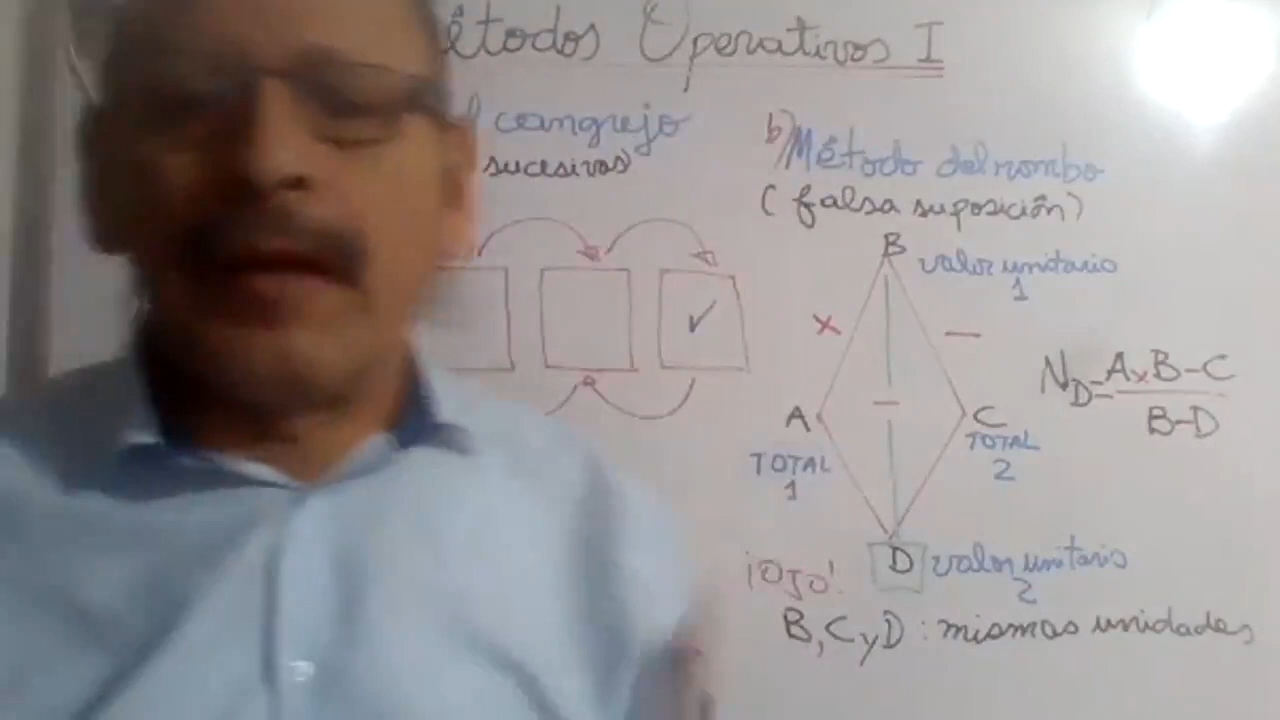 étodos Operativos I
l cangrejo
sucesivos)
b) Método del rombo
(falsa suposición)
B valor unitario
1
x
—
A
TOTAL
1
—
C
TOTAL
2
N_D = AxB-C
B-D
¡OJO!
D valor unitario
2
B, C y D : mismas unidades